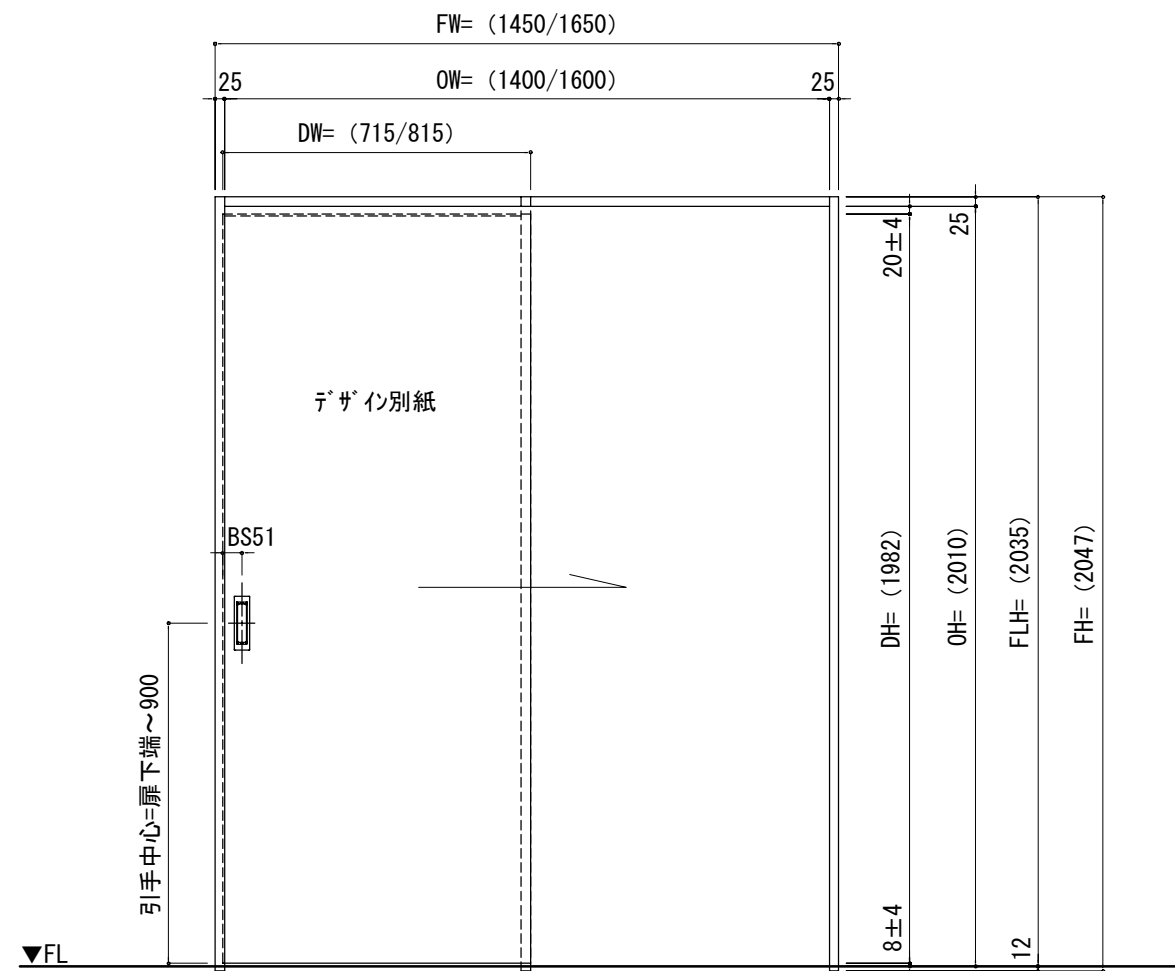 FW= (1450/1650)
25
OW= (1400/1600)
25
DW= (715/815)
20±4
25
デザイン別紙
BS51
DH= (1982)
OH= (2010)
FLH= (2035)
FH= (2047)
引手中心=扉下端～900
8±4
12
▼FL